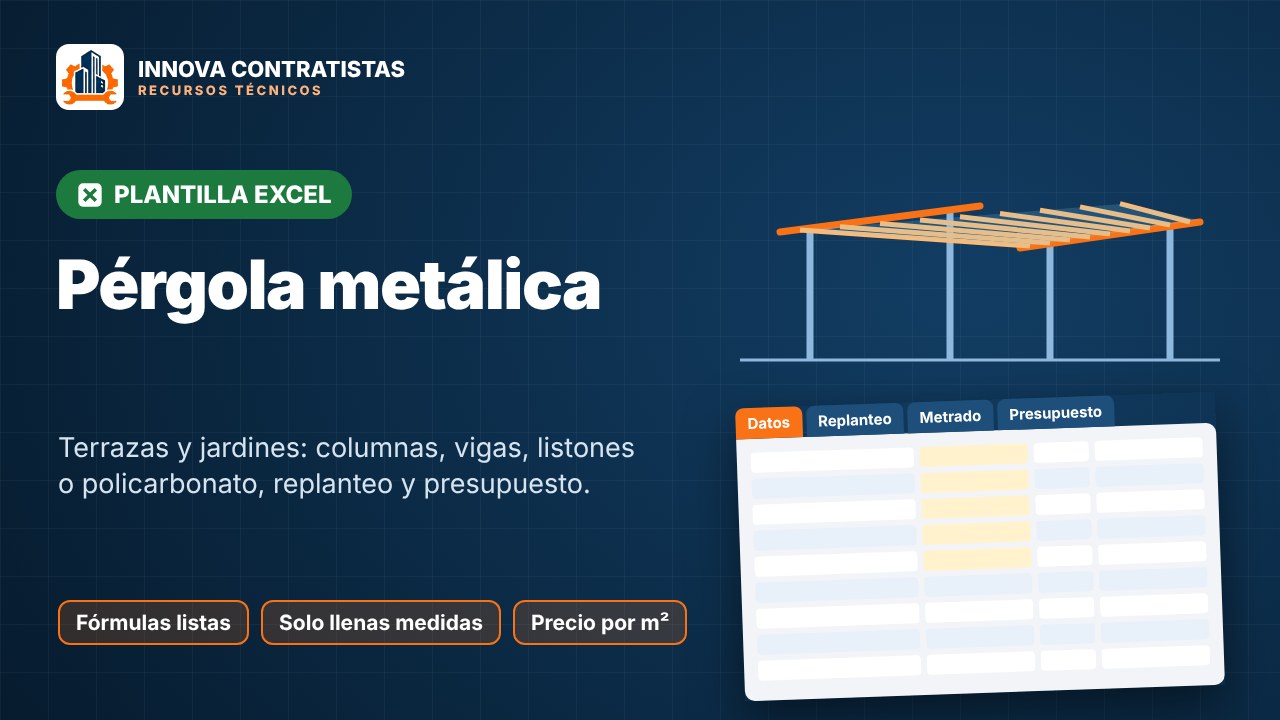 INNOVA CONTRATISTAS
RECURSOS TÉCNICOS
PLANTILLA EXCEL
Pérgola metálica
Terrazas y jardines: columnas, vigas, listones
o policarbonato, replanteo y presupuesto.
Fórmulas listas
Solo llenas medidas
Precio por m²
Datos
Replanteo
Metrado
Presupuesto